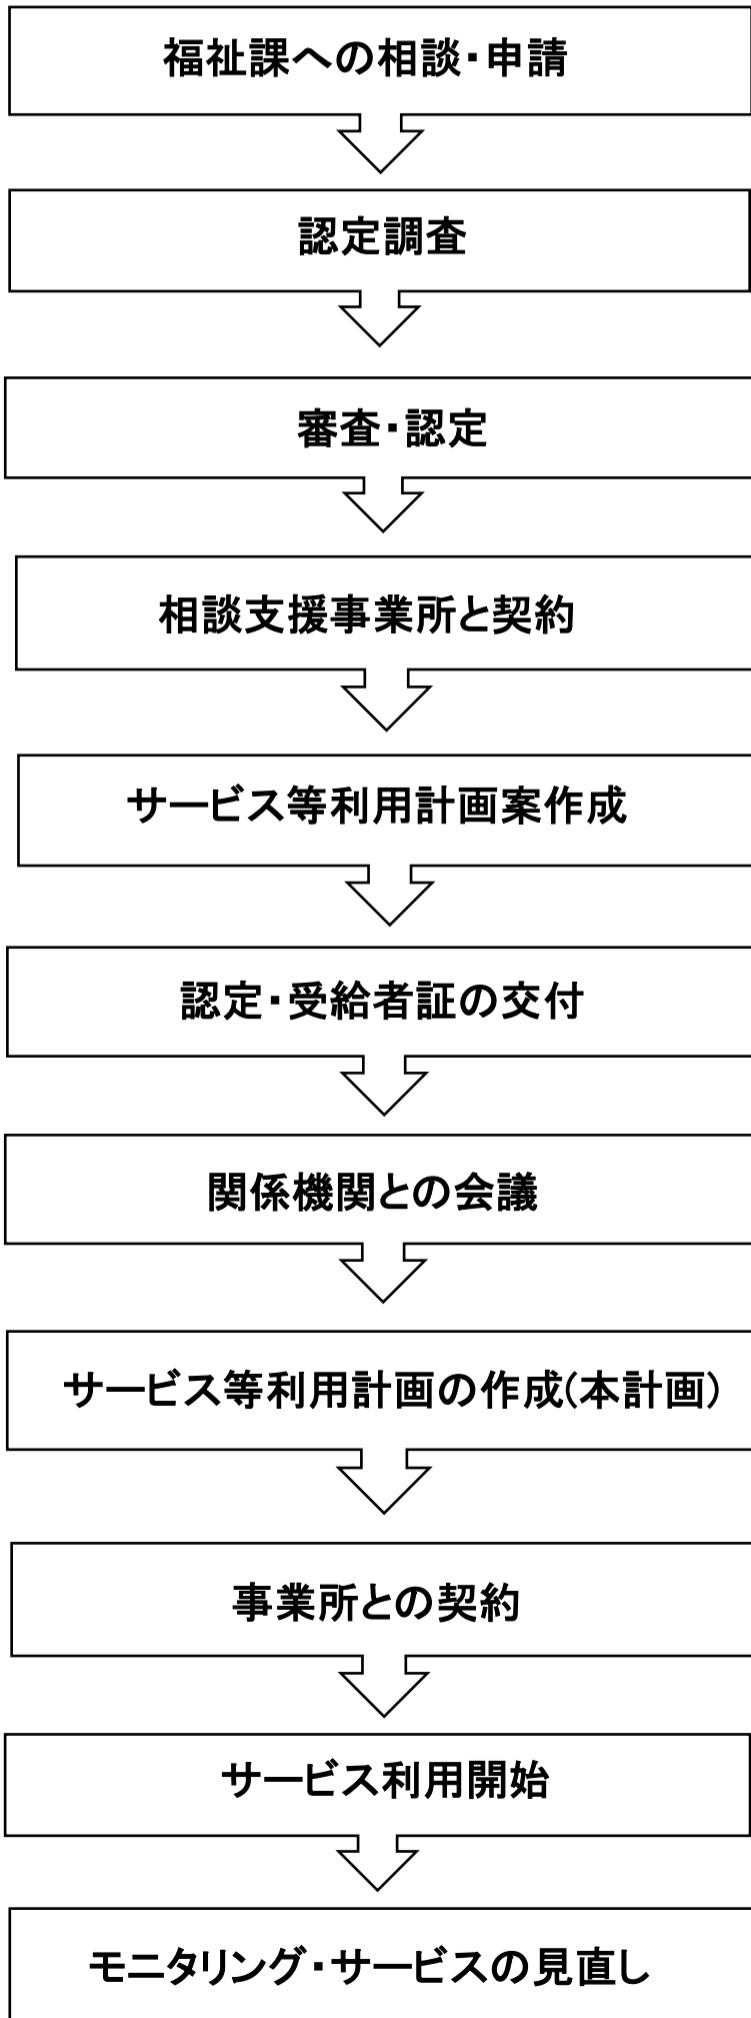 福祉課への相談・申請
認定調査
審査・認定
相談支援事業所と契約
サービス等利用計画案作成
認定・受給者証の交付
関係機関との会議
サービス等利用計画の作成(本計画)
事業所との契約
サービス利用開始
モニタリング・サービスの見直し